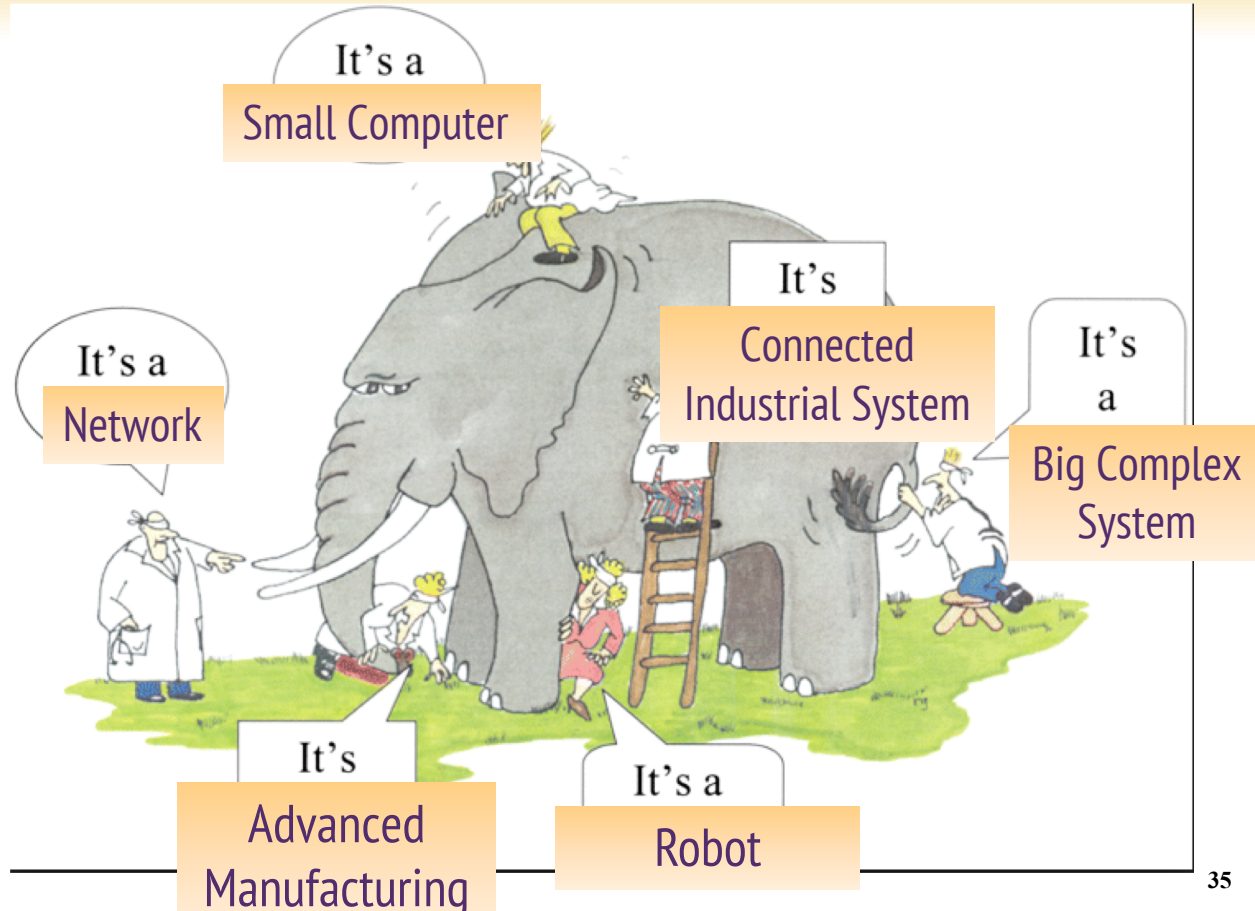 It's a
Small Computer
It's
Connected
Industrial System
It's
a
Big Complex
System
It's a
Network
It's
Advanced
Manufacturing
It's a
Robot
35